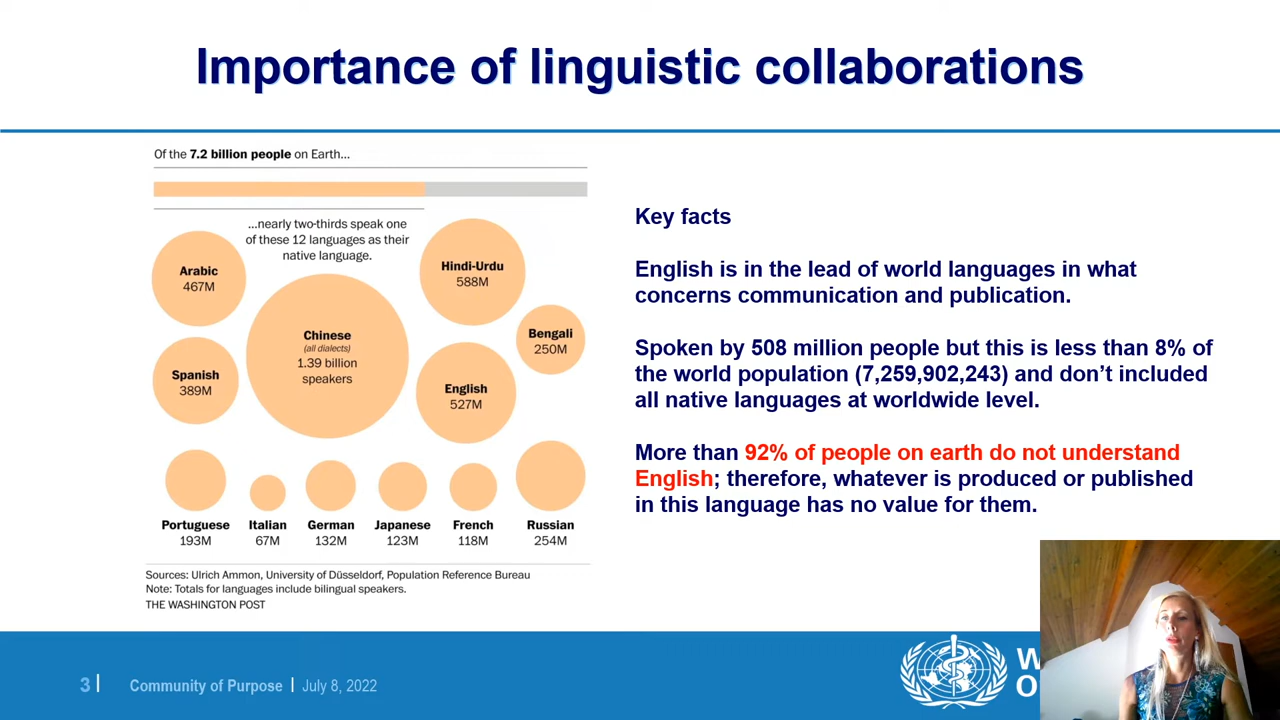 Importance of linguistic collaborations
Of the 7.2 billion people on Earth...
...nearly two-thirds speak one
of these 12 languages as their
native language.
Arabic
467M
Hindi-Urdu
588M
Chinese
(all dialects)
1.39 billion
speakers
Bengali
250M
Spanish
389M
English
527M
Portuguese
193M
Italian
67M
German
132M
Japanese
123M
French
118M
Russian
254M
Sources: Ulrich Ammon, University of Düsseldorf, Population Reference Bureau
Note: Totals for languages include bilingual speakers.
THE WASHINGTON POST
Key facts
English is in the lead of world languages in what
concerns communication and publication.
Spoken by 508 million people but this is less than 8% of
the world population (7,259,902,243) and don’t included
all native languages at worldwide level.
More than 92% of people on earth do not understand
English; therefore, whatever is produced or published
in this language has no value for them.
3 | Community of Purpose | July 8, 2022